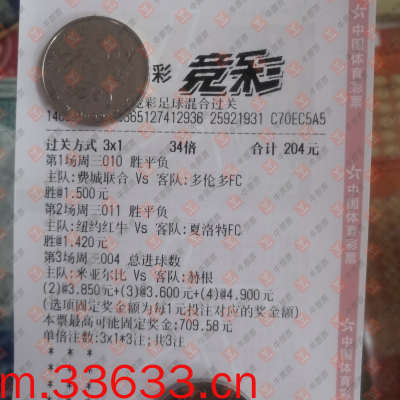 彩 竞彩
竞彩足球混合过关
65127412936 25921931 C70EC5A5
过关方式 3x1 34倍 合计 204元
第1场周三010 胜平负
主队:费城联合 Vs 客队:多伦多FC
胜@1.500元
第2场周三011 胜平负
主队:纽约红牛 Vs 客队:夏洛特FC
胜@1.420元
第3场周三004 总进球数
主队:米亚尔比 Vs 客队:赫根
(2)@3.850元+(3)@3.600元+(4)@4.900元
(选项固定奖金额为每1元投注对应的奖金额)
本票最高可能固定奖金:709.58元
单倍注数:3x1*3注;共3注
m.33633.cn
中国体育彩票
中国体育彩票